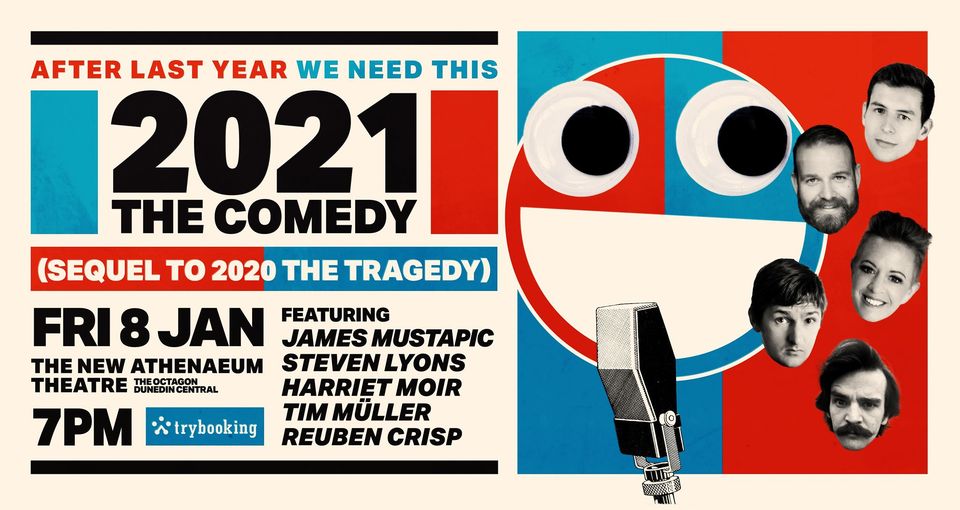 AFTER LAST YEAR WE NEED THIS
2021
THE COMEDY
(SEQUEL TO 2020 THE TRAGEDY)
FRI 8 JAN
THE NEW ATHENAEUM
THEATRE THE OCTAGON
DUNEDIN CENTRAL
7PM trybooking
FEATURING
JAMES MUSTAPIC
STEVEN LYONS
HARRIET MOIR
TIM MÜLLER
REUBEN CRISP